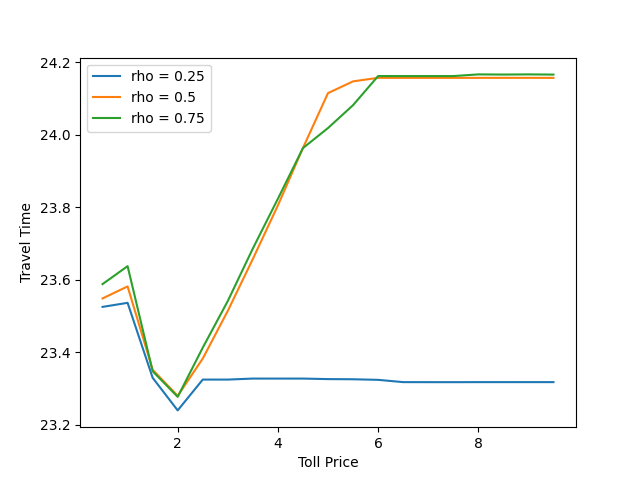 24.2
24.0
23.8
23.6
23.4
23.2
Travel Time
rho = 0.25
rho = 0.5
rho = 0.75
2 4 6 8
Toll Price